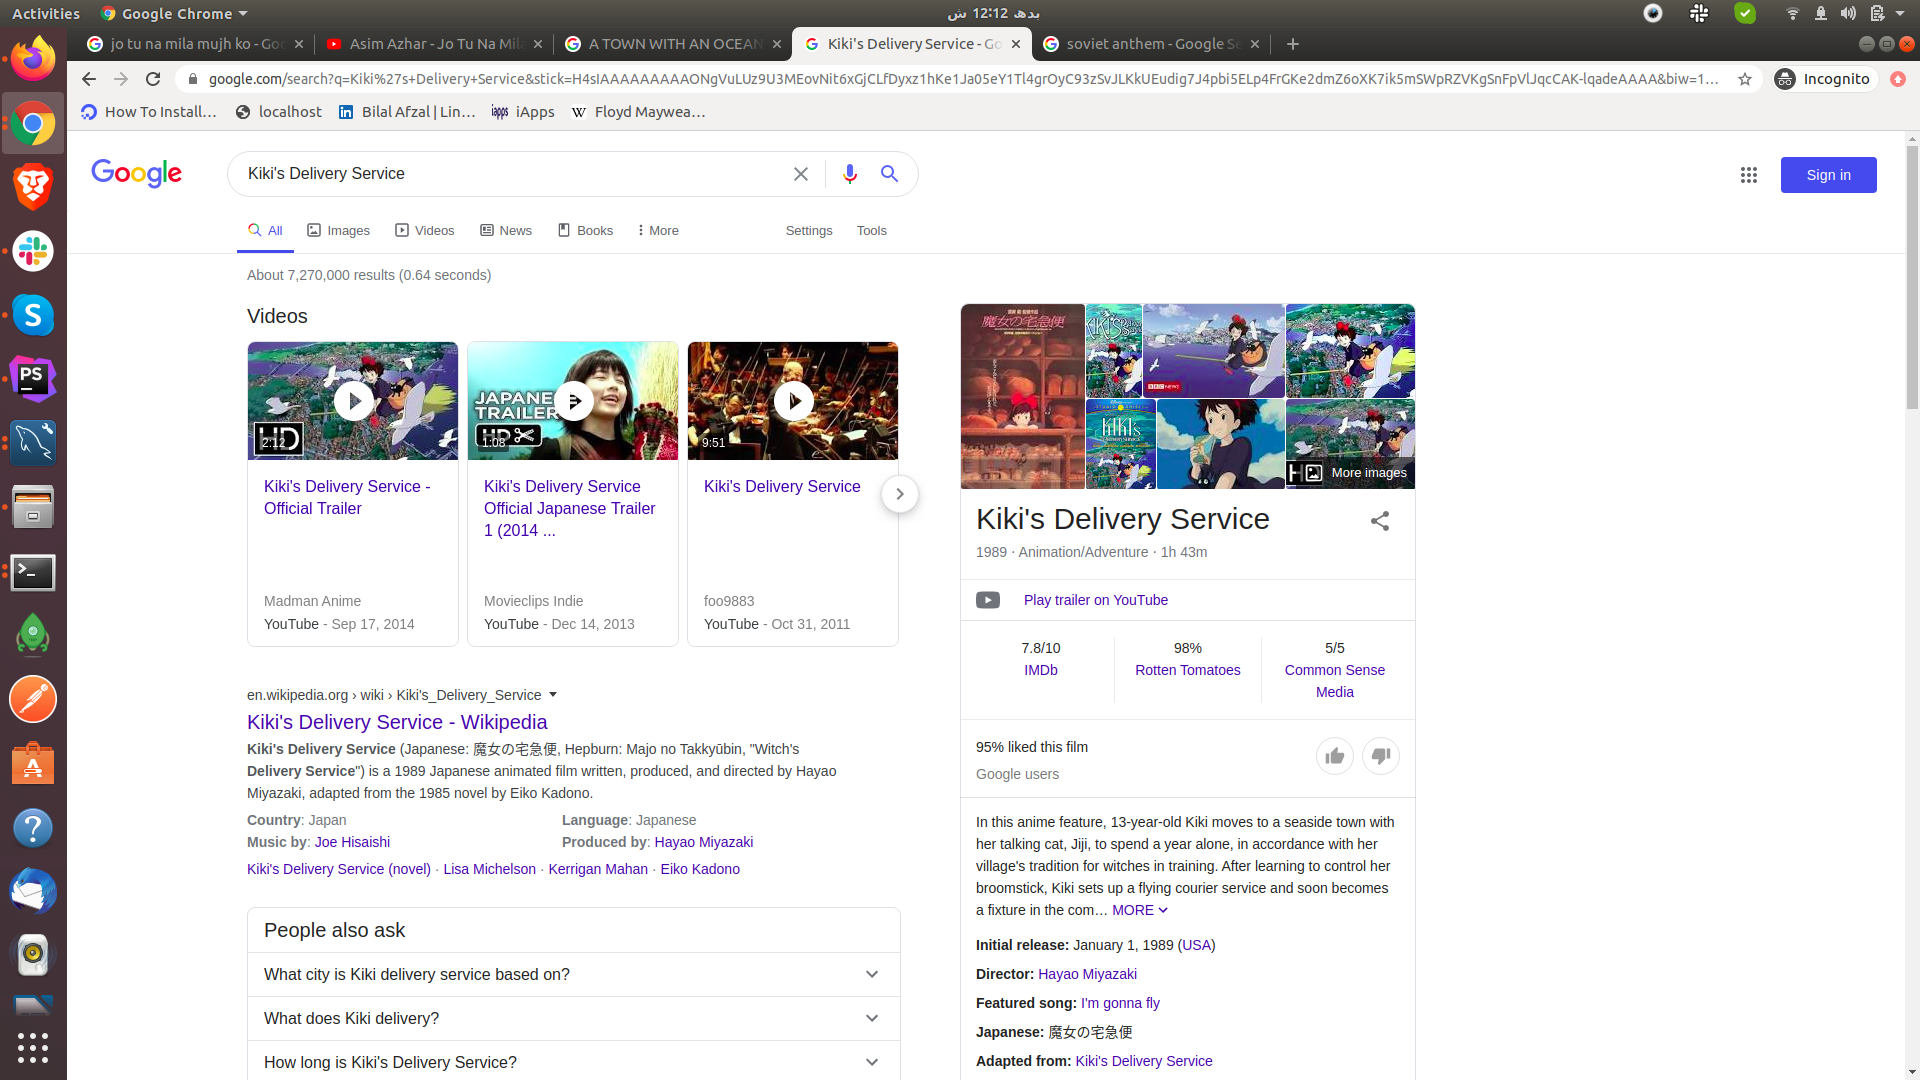 Activities
Google Chrome
بدھ 12:12 ش
jo tu na mila mujh ko - Goo
Asim Azhar - Jo Tu Na Mila
A TOWN WITH AN OCEAN
Kiki's Delivery Service - Go
soviet anthem - Google Se
google.com/search?q=Kiki%27s+Delivery+Service&stick=H4sIAAAAAAAAAONgVuLUz9U3MEovNit6xGjCLfDyxz1hKe1Ja05eY1Tl4grOyC93zSvJLKkUEudig7J4pbi5ELp4FrGKe2dmZ6oXK7ik5mSWpRZVKgSnFpVlJqcCAK-lqadeAAAA&biw=1...
Incognito
How To Install...
localhost
Bilal Afzal | Lin...
iApps
Floyd Maywea...
Google
Kiki's Delivery Service
Sign in
All
Images
Videos
News
Books
More
Settings
Tools
About 7,270,000 results (0.64 seconds)
Videos
HD
2:12
JAPANE
TRAILER
HD
1:08
9:51
Kiki's Delivery Service - Official Trailer
Kiki's Delivery Service
Official Japanese Trailer
1 (2014 ...
Kiki's Delivery Service
Madman Anime
YouTube - Sep 17, 2014
Movieclips Indie
YouTube - Dec 14, 2013
foo9883
YouTube - Oct 31, 2011
en.wikipedia.org › wiki › Kiki's_Delivery_Service
Kiki's Delivery Service - Wikipedia
Kiki's Delivery Service (Japanese: 魔女の宅急便, Hepburn: Majo no Takkyūbin, "Witch's
Delivery Service") is a 1989 Japanese animated film written, produced, and directed by Hayao
Miyazaki, adapted from the 1985 novel by Eiko Kadono.
Country: Japan
Language: Japanese
Music by: Joe Hisaishi
Produced by: Hayao Miyazaki
Kiki's Delivery Service (novel) · Lisa Michelson · Kerrigan Mahan · Eiko Kadono
People also ask
What city is Kiki delivery service based on?
What does Kiki delivery?
How long is Kiki's Delivery Service?
魔女の宅急便
KIKI'S
BBC NEWS
KiKi's
More images
Kiki's Delivery Service
1989 · Animation/Adventure · 1h 43m
Play trailer on YouTube
7.8/10
IMDb
98%
Rotten Tomatoes
5/5
Common Sense
Media
95% liked this film
Google users
In this anime feature, 13-year-old Kiki moves to a seaside town with
her talking cat, Jiji, to spend a year alone, in accordance with her
village's tradition for witches in training. After learning to control her
broomstick, Kiki sets up a flying courier service and soon becomes
a fixture in the com... MORE
Initial release: January 1, 1989 (USA)
Director: Hayao Miyazaki
Featured song: I'm gonna fly
Japanese: 魔女の宅急便
Adapted from: Kiki's Delivery Service